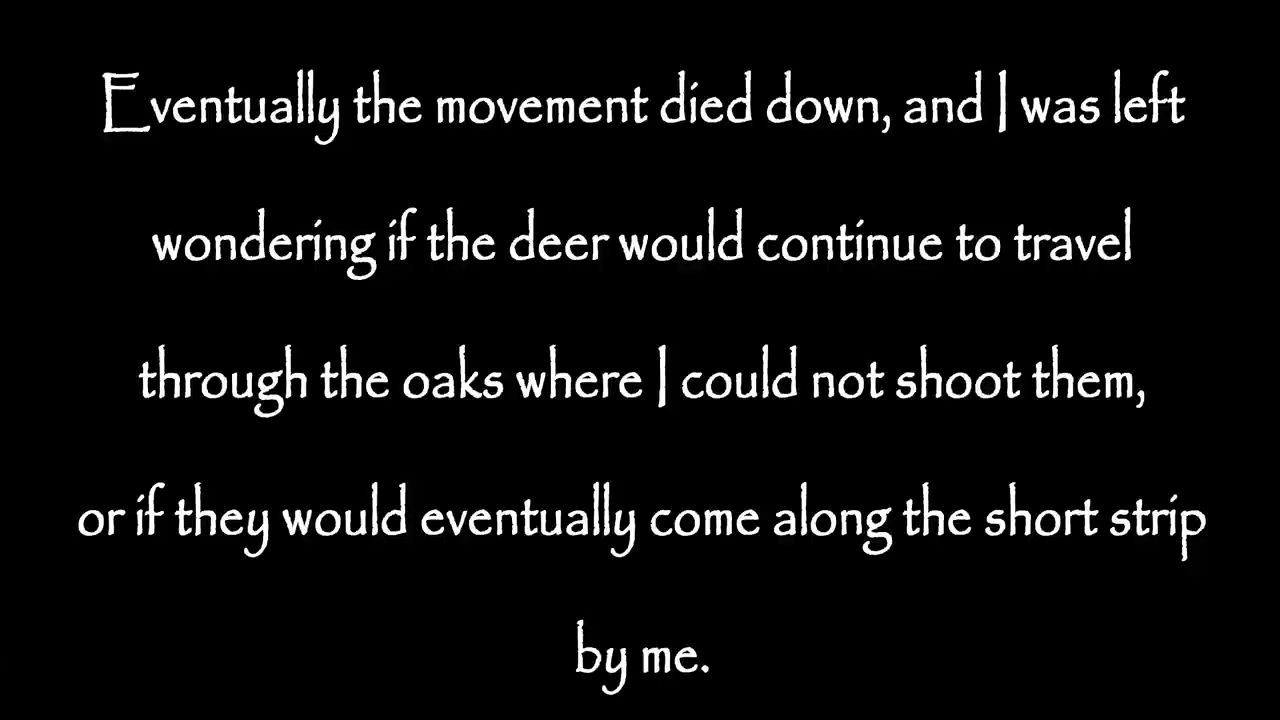 Eventually the movement died down, and I was left
wondering if the deer would continue to travel
through the oaks where I could not shoot them,
or if they would eventually come along the short strip
by me.